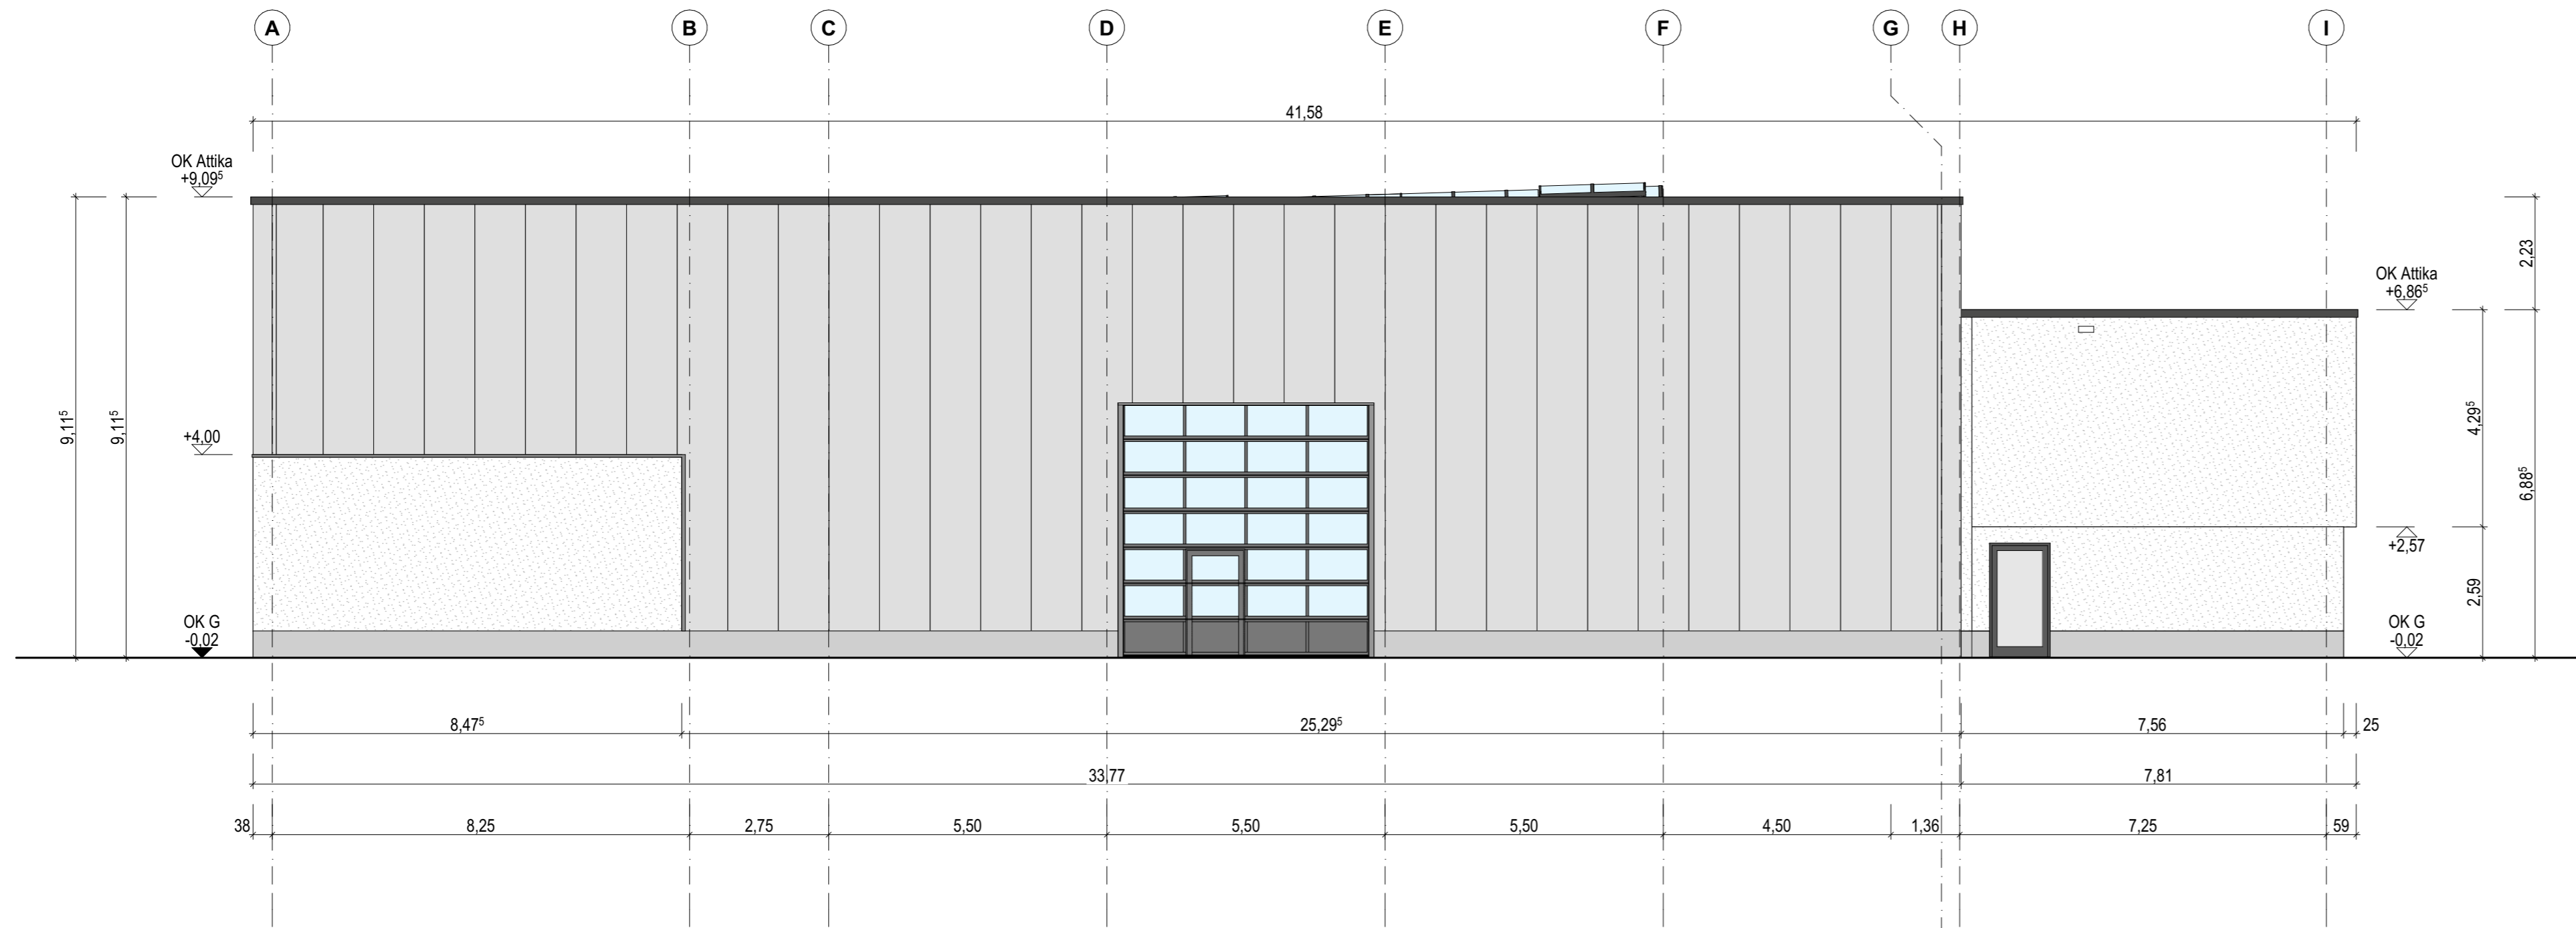 A B C D E F G H I
41,58
OK Attika
+9,09⁵
2,23
OK Attika
+6,86⁵
9,11⁵
9,11⁵
+4,00
4,29⁵
6,88⁵
+2,57
2,59
OK G
-0,02
OK G
-0,02
8,47⁵ 25,29⁵ 7,56 25
33,77 7,81
38 8,25 2,75 5,50 5,50 5,50 4,50 1,36 7,25 59